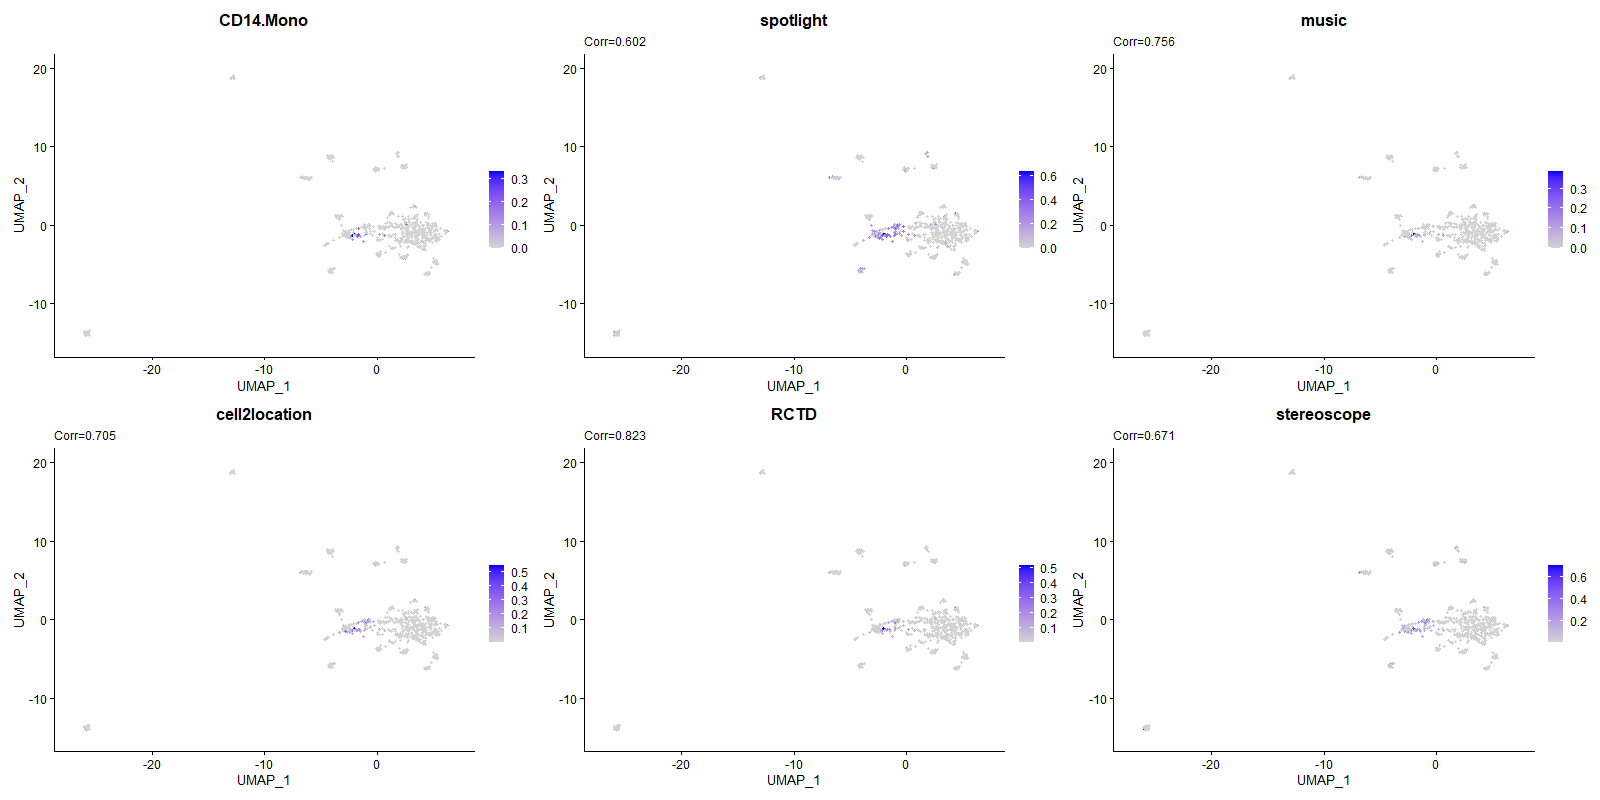 CD14.Mono
UMAP_2
20
10
0
-10
-20
-10
0
UMAP_1
0.3
0.2
0.1
0.0
spotlight
Corr=0.602
UMAP_2
20
10
0
-10
-20
-10
0
UMAP_1
0.6
0.4
0.2
0.0
music
Corr=0.756
UMAP_2
20
10
0
-10
-20
-10
0
UMAP_1
0.3
0.2
0.1
0.0
cell2location
Corr=0.705
UMAP_2
20
10
0
-10
-20
-10
0
UMAP_1
0.5
0.4
0.3
0.2
0.1
RCTD
Corr=0.823
UMAP_2
20
10
0
-10
-20
-10
0
UMAP_1
0.5
0.4
0.3
0.2
0.1
stereoscope
Corr=0.671
UMAP_2
20
10
0
-10
-20
-10
0
UMAP_1
0.6
0.4
0.2